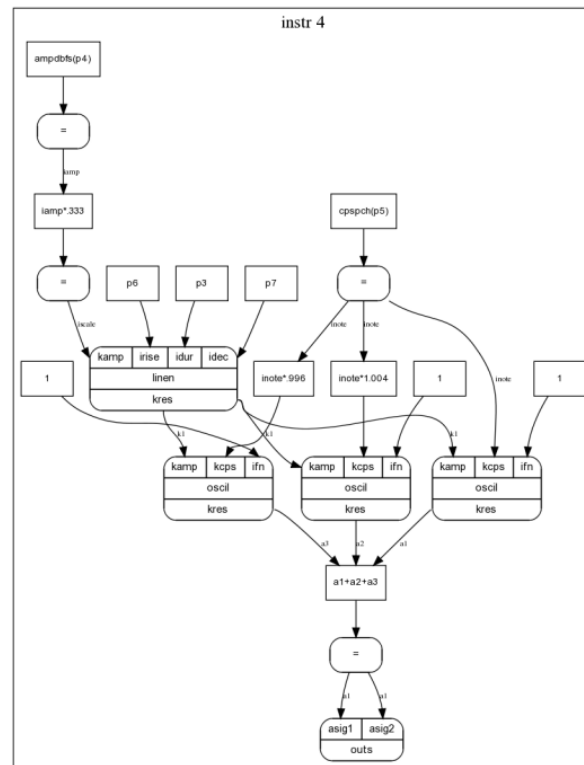 instr 4
ampdbfs(p4)
=
iamp
iamp*.333
cpspch(p5)
=
p6
p3
p7
=
iscale
inote
inote
kamp irise idur idec
linen
kres
1
inote*.996
inote*1.004
1
inote
1
k1
k1
k1
kamp kcps ifn
oscil
kres
kamp kcps ifn
oscil
kres
kamp kcps ifn
oscil
kres
a3
a2
a1
a1+a2+a3
=
a1
a1
asig1 asig2
outs